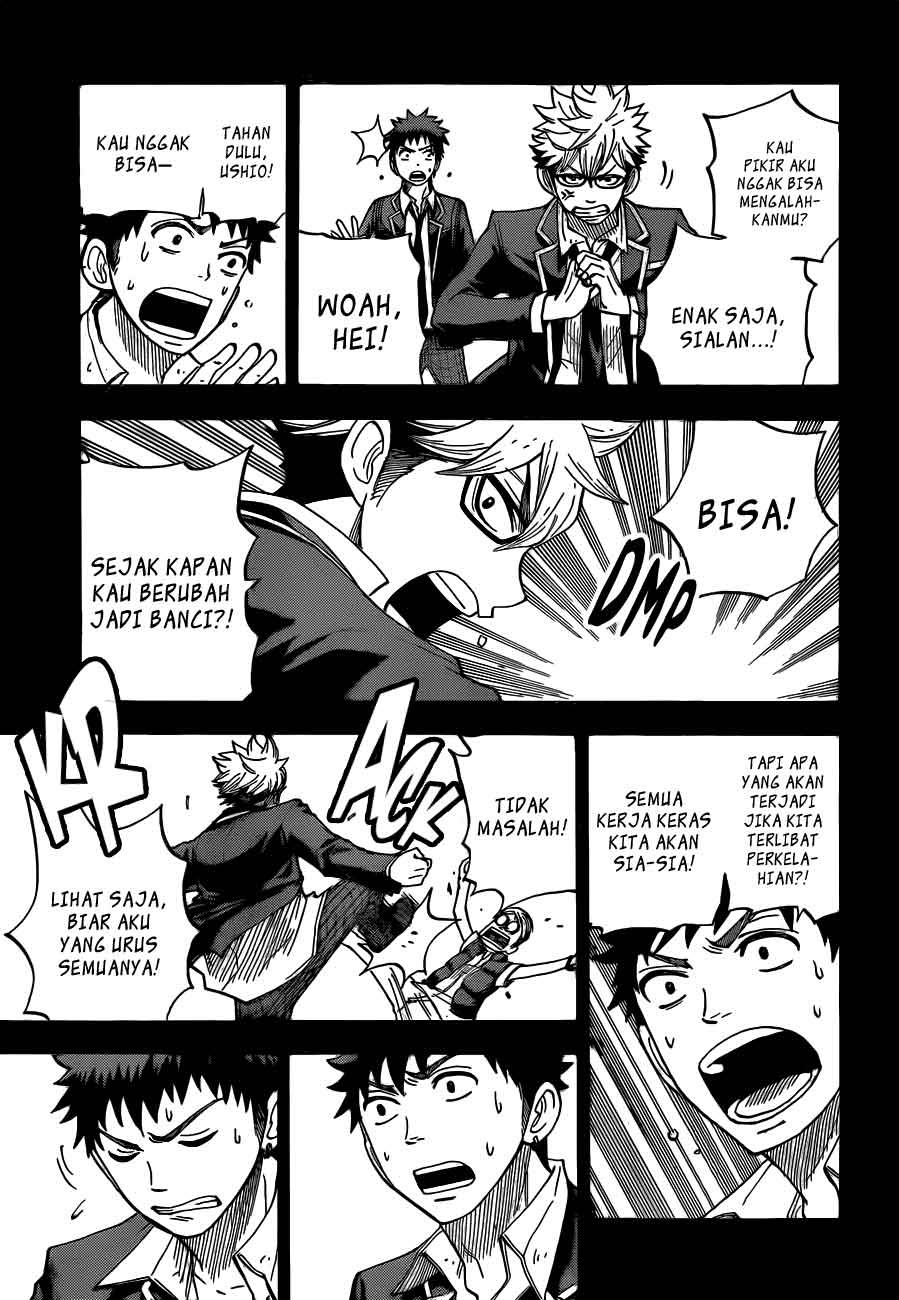 KAU
PIKIR AKU
NGGAK BISA
MENGALAH-
KANMU?
ENAK SAJA,
SIALAN...!
WOAH,
HEI!
TAHAN
DULU,
USHIO!
KAU NGGAK
BISA—
BISA!
DMP
SEJAK KAPAN
KAU BERUBAH
JADI BANCI?!
TAPI APA
YANG AKAN
TERJADI
JIKA KITA
TERLIBAT
PERKELA-
HIAN?!
SEMUA
KERJA KERAS
KITA AKAN
SIA-SIA!
TIDAK
MASALAH!
ACK
LIHAT SAJA,
BIAR AKU
YANG URUS
SEMUANYA!